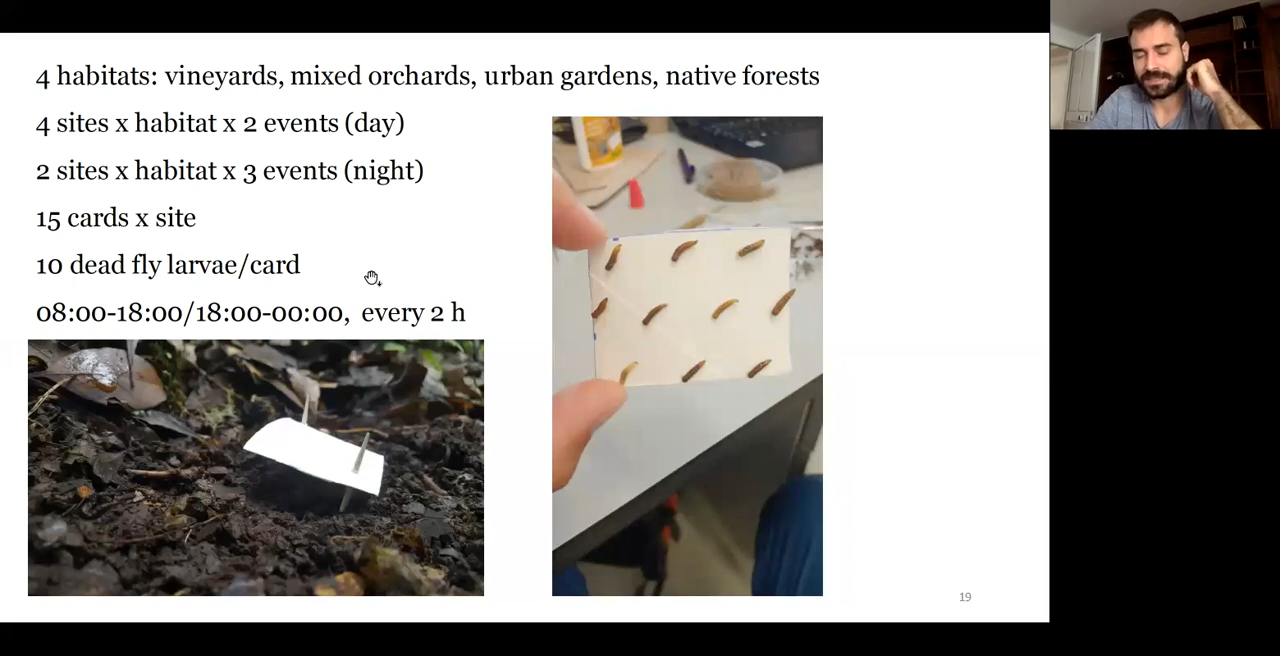 4 habitats: vineyards, mixed orchards, urban gardens, native forests
4 sites x habitat x 2 events (day)
2 sites x habitat x 3 events (night)
15 cards x site
10 dead fly larvae/card
08:00-18:00/18:00-00:00, every 2 h
19